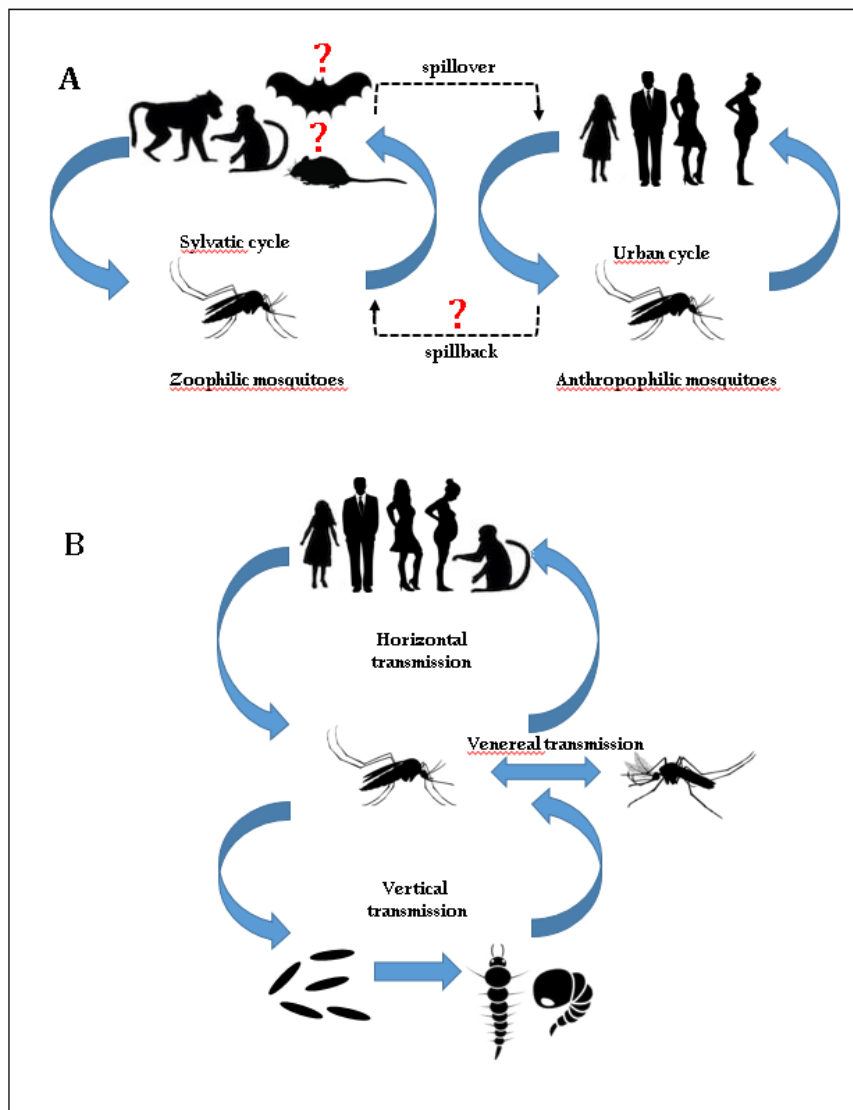 A
?
spillover
?
Sylvatic cycle
Urban cycle
?
spillback
Zoophilic mosquitoes
Anthropophilic mosquitoes
B
Horizontal
transmission
Venereal transmission
Vertical
transmission